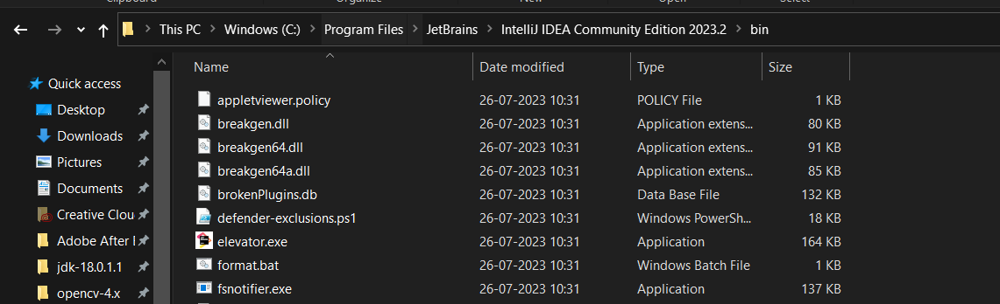 Clipboard Organize New Open Select
This PC > Windows (C:) > Program Files > JetBrains > IntelliJ IDEA Community Edition 2023.2 > bin
Name Date modified Type Size
Quick access
Desktop
Downloads
Pictures
Documents
Creative Clou
Adobe After
jdk-18.0.1.1
opencv-4.x
appletviewer.policy 26-07-2023 10:31 POLICY File 1 KB
breakgen.dll 26-07-2023 10:31 Application extens... 80 KB
breakgen64.dll 26-07-2023 10:31 Application extens... 91 KB
breakgen64a.dll 26-07-2023 10:31 Application extens... 85 KB
brokenPlugins.db 26-07-2023 10:31 Data Base File 132 KB
defender-exclusions.ps1 26-07-2023 10:31 Windows PowerSh... 18 KB
elevator.exe 26-07-2023 10:31 Application 164 KB
format.bat 26-07-2023 10:31 Windows Batch File 1 KB
fsnotifier.exe 26-07-2023 10:31 Application 137 KB